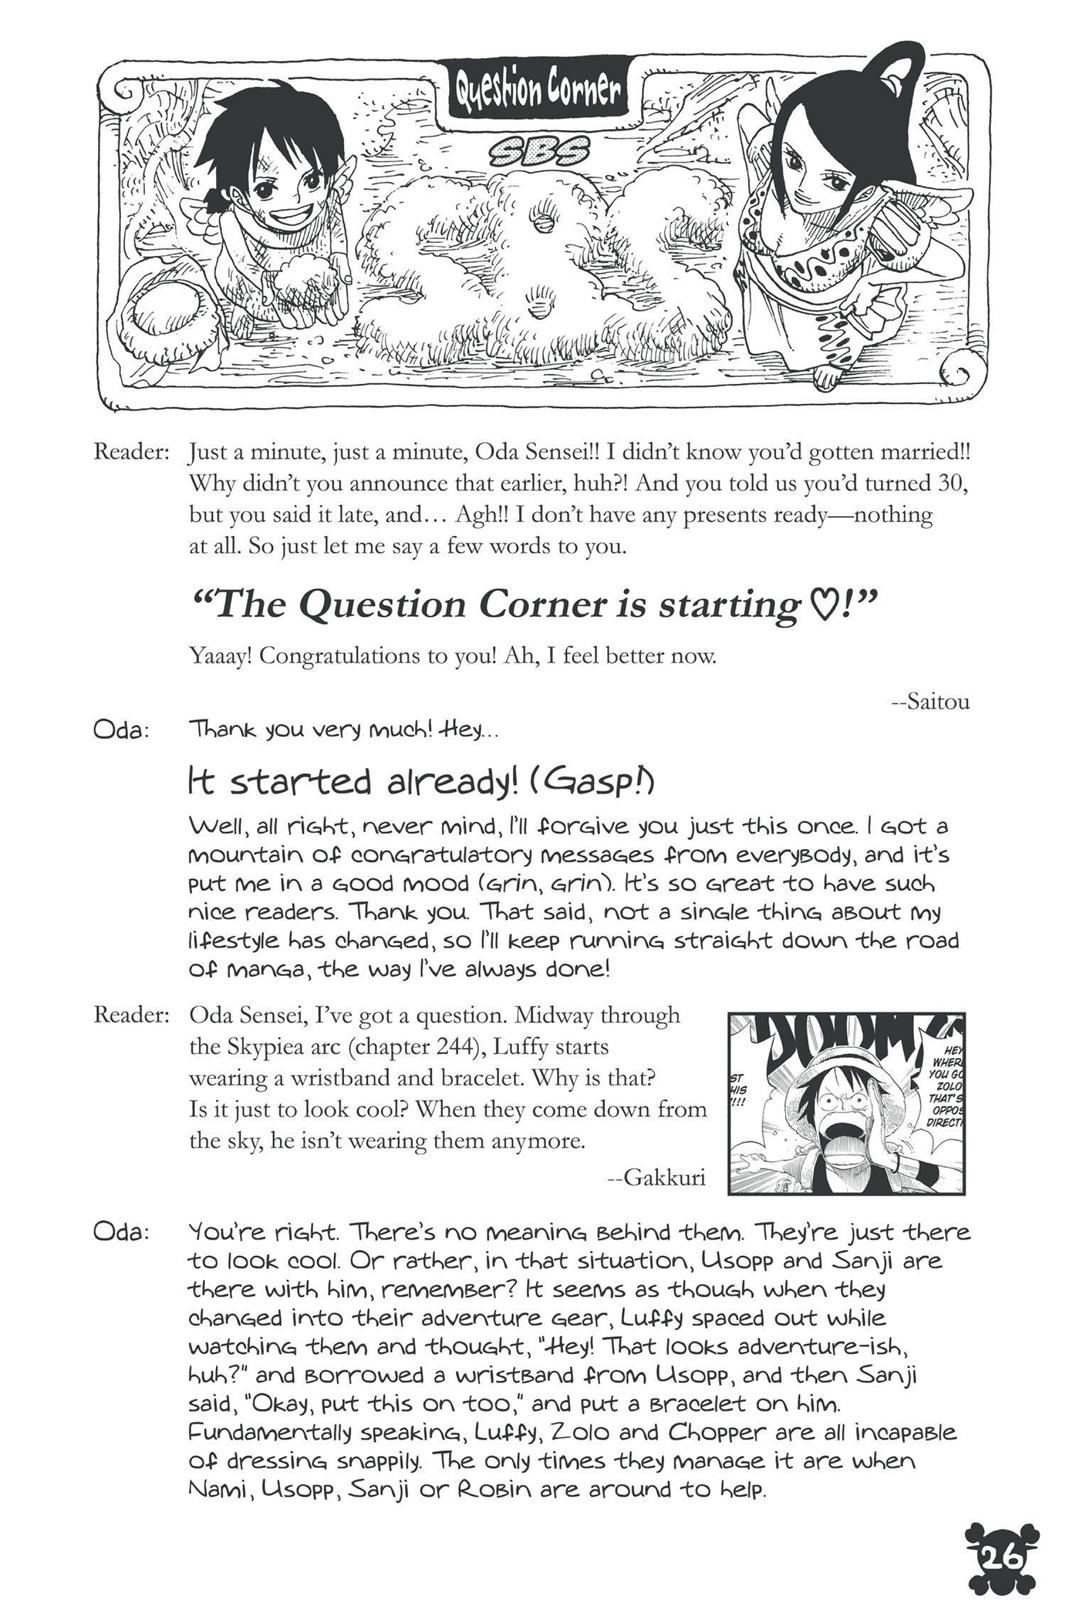 Question Corner
SBS
SBS
Reader: Just a minute, just a minute, Oda Sensei!! I didn't know you'd gotten married!!
Why didn't you announce that earlier, huh?! And you told us you'd turned 30,
but you said it late, and… Agh!! I don't have any presents ready—nothing
at all. So just let me say a few words to you.
“The Question Corner is starting ♡!”
Yaaay! Congratulations to you! Ah, I feel better now.
--Saitou
Oda: Thank you very much! Hey...
It started already! (Gasp!)
Well, all right, never mind, I'll forgive you just this once. I got a
mountain of congratulatory messages from everybody, and it's
put me in a good mood (grin, grin). It's so great to have such
nice readers. Thank you. That said, not a single thing about my
lifestyle has changed, so I'll keep running straight down the road
of manga, the way I've always done!
Reader: Oda Sensei, I've got a question. Midway through
the Skypiea arc (chapter 244), Luffy starts
wearing a wristband and bracelet. Why is that?
Is it just to look cool? When they come down from
the sky, he isn't wearing them anymore.
--Gakkuri
DOOM
ST
HIS
!!!
HEY
WHER
YOU GO
ZOLO
THAT'S
OPPOS
DIRECTI
Oda: You're right. There's no meaning behind them. They're just there
to look cool. Or rather, in that situation, Usopp and Sanji are
there with him, remember? It seems as though when they
changed into their adventure gear, Luffy spaced out while
watching them and thought, "Hey! That looks adventure-ish,
huh?" and borrowed a wristband from Usopp, and then Sanji
said, "Okay, put this on too," and put a bracelet on him.
Fundamentally speaking, Luffy, Zolo and Chopper are all incapable
of dressing snappily. The only times they manage it are when
Nami, Usopp, Sanji or Robin are around to help.
26